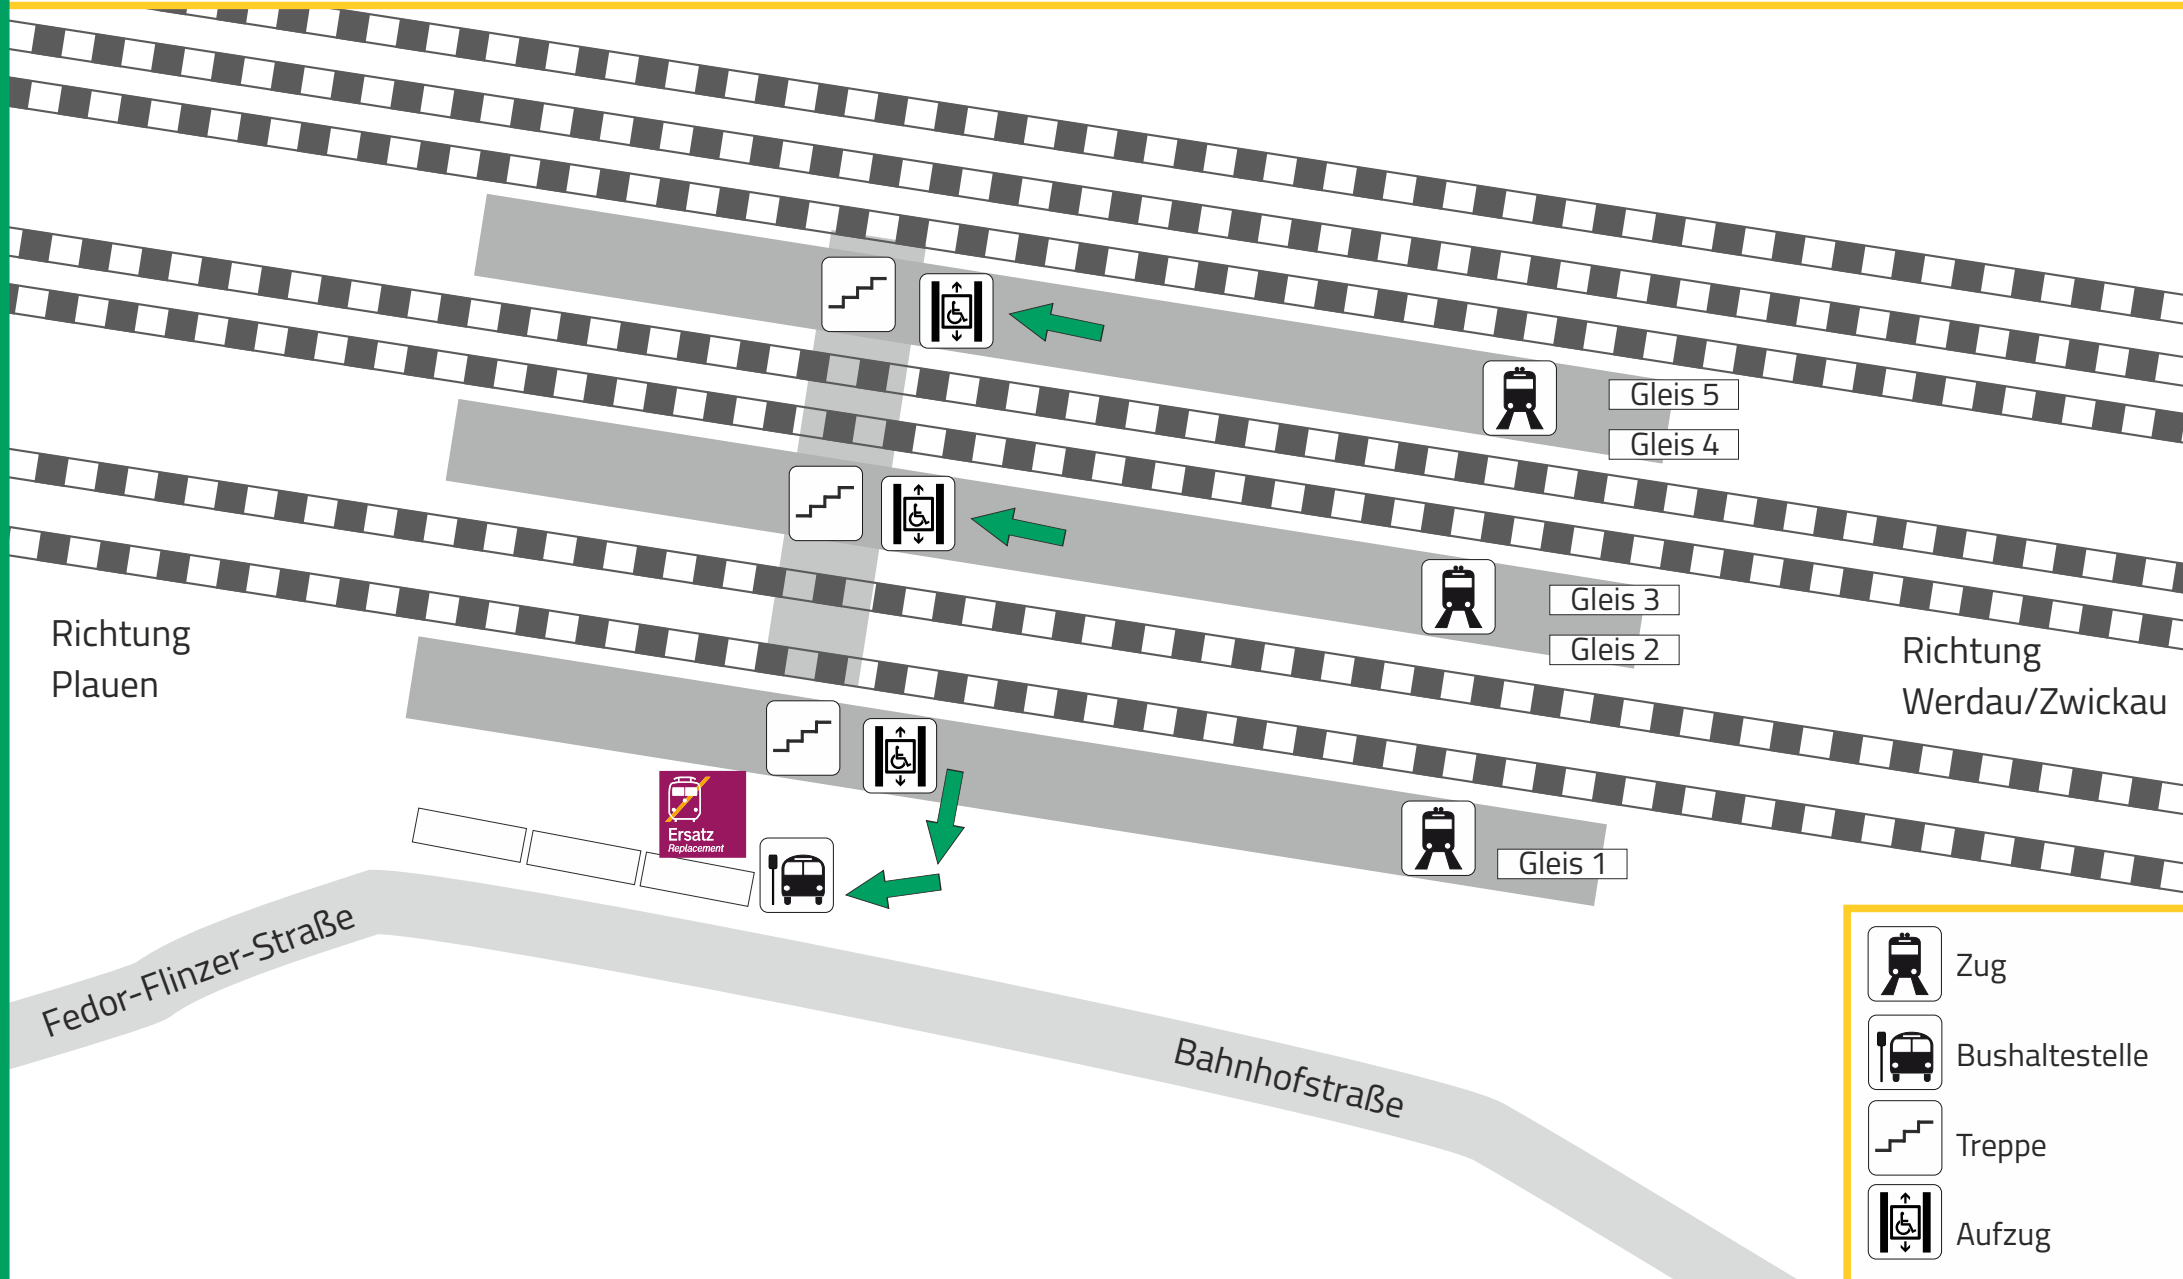 Gleis 5
Gleis 4
Gleis 3
Gleis 2
Richtung
Plauen
Richtung
Werdau/Zwickau
Ersatz
Replacement
Gleis 1
Fedor-Flinzer-Straße
Bahnhofstraße
Zug
Bushaltestelle
Treppe
Aufzug